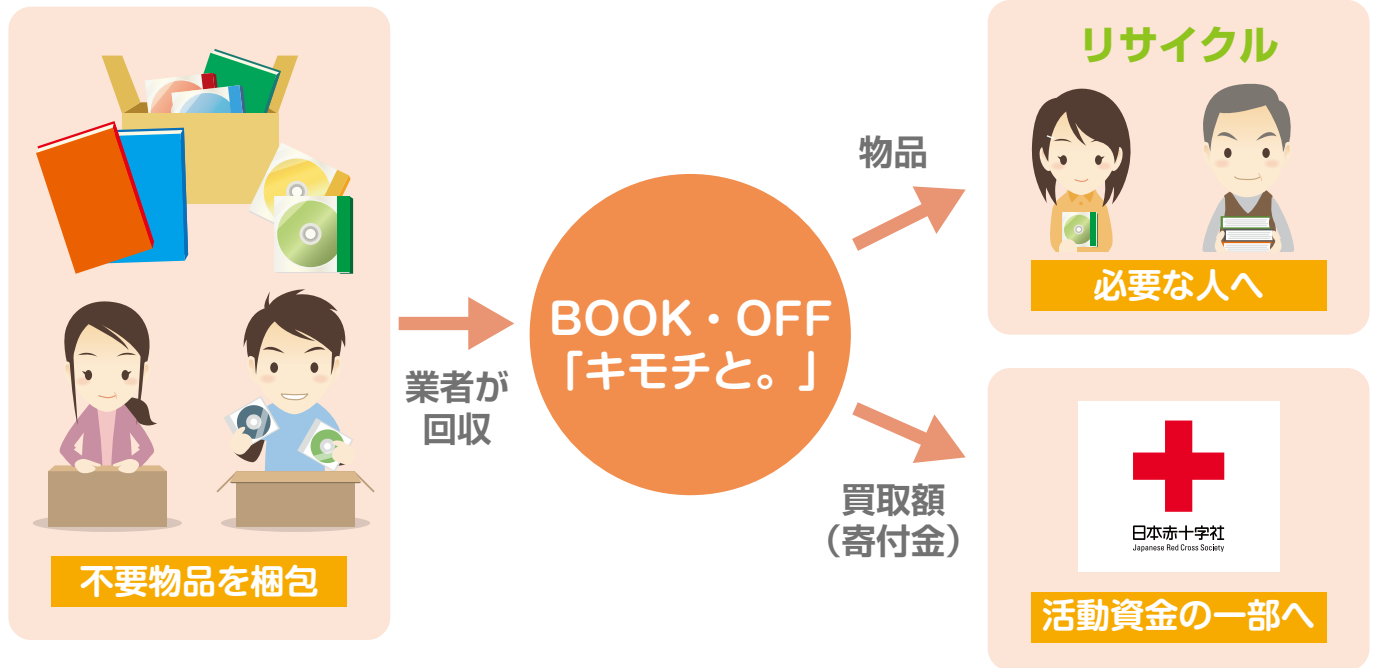 不要物品を梱包
業者が
回収
BOOK・OFF
「キモチと。」
物品
リサイクル
必要な人へ
買取額
（寄付金）
日本赤十字社
Japanese Red Cross Society
活動資金の一部へ